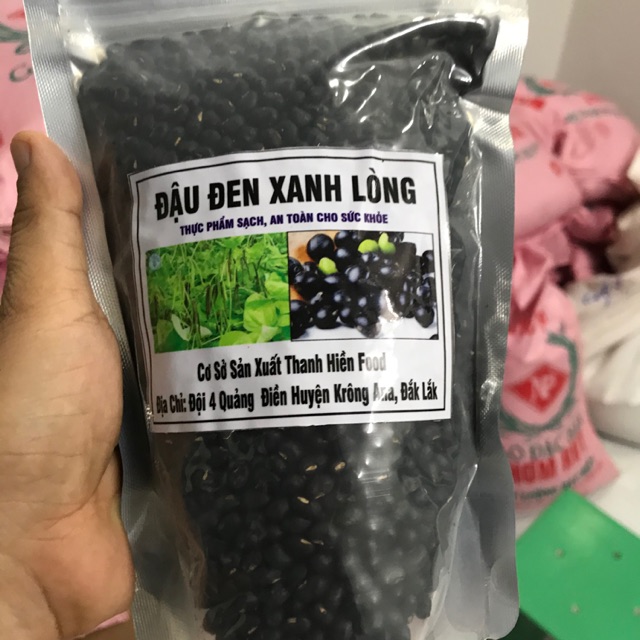 ĐẬU ĐEN XANH LÒNG
THỰC PHẨM SẠCH, AN TOÀN CHO SỨC KHỎE
Cơ Sở Sản Xuất Thanh Hiền Food
Địa Chỉ: Đội 4 Quảng Điền Huyện Krông Ana, Đắk Lắk